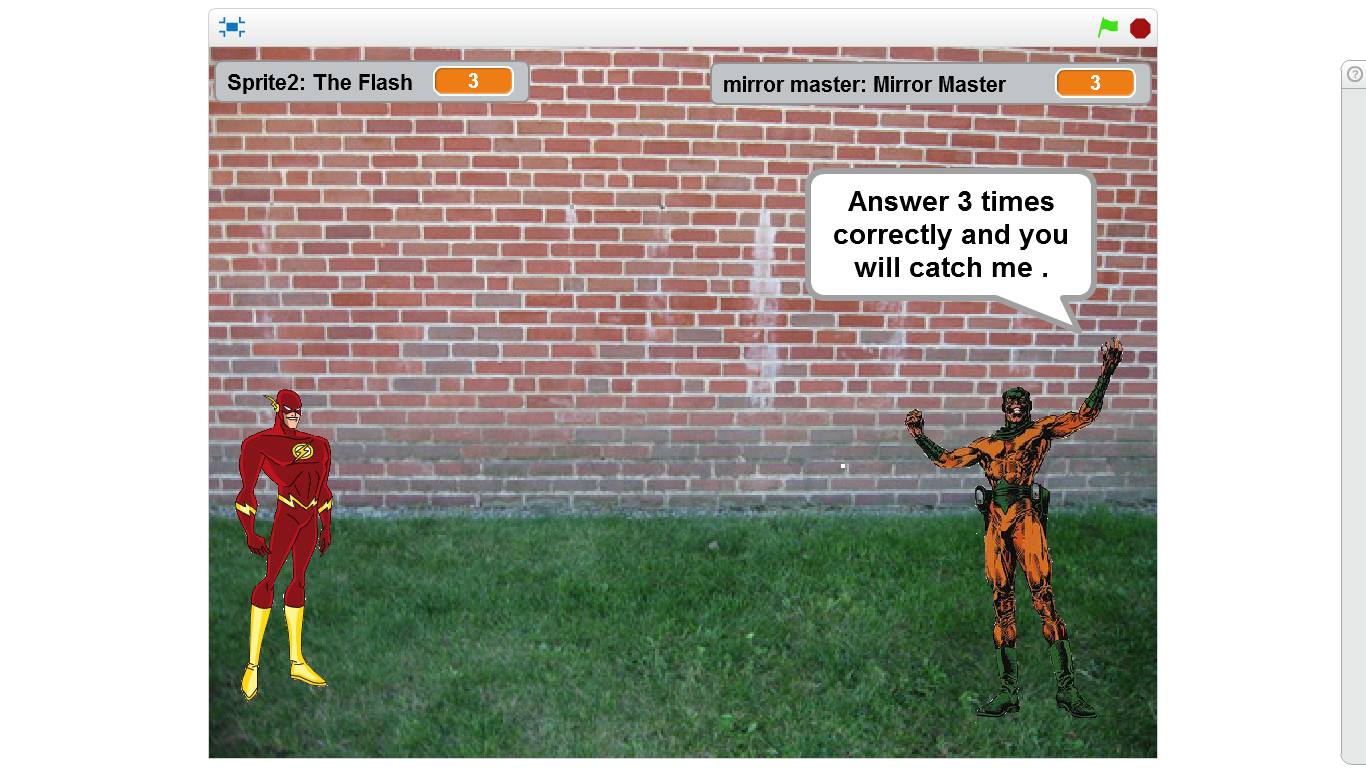 Sprite2: The Flash 3
mirror master: Mirror Master 3
Answer 3 times
correctly and you
will catch me .